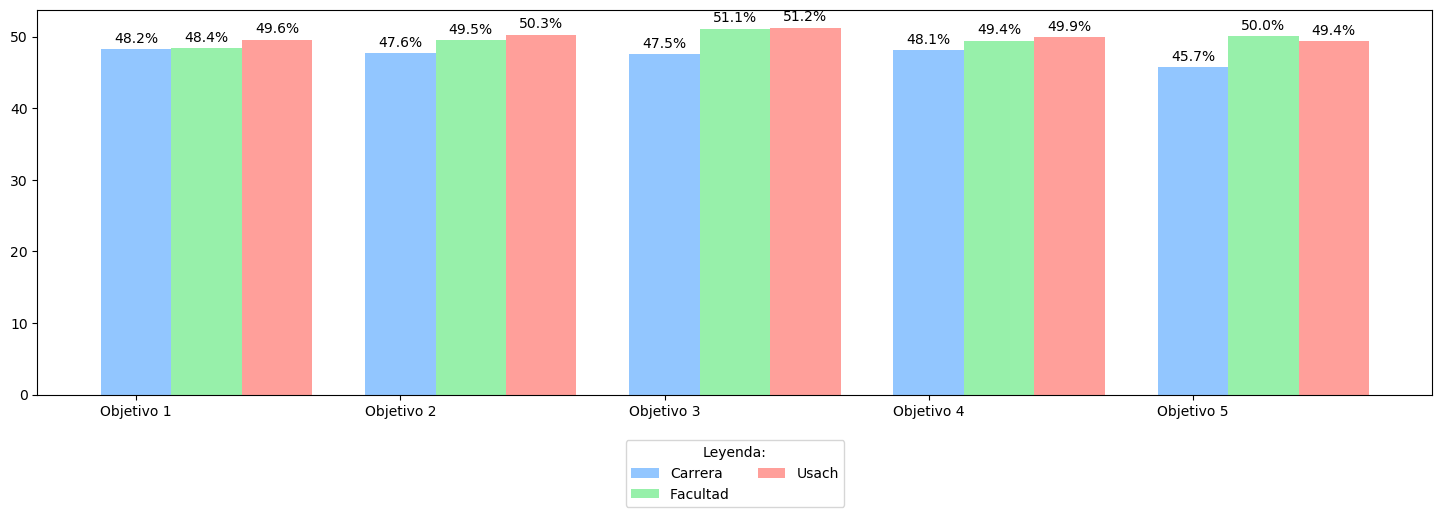 51.1% 51.2%
48.2% 48.4% 49.6% 47.6% 49.5% 50.3% 47.5% 48.1% 49.4% 49.9% 45.7% 50.0% 49.4%
50
40
30
20
10
0
Objetivo 1 Objetivo 2 Objetivo 3 Objetivo 4 Objetivo 5
Leyenda:
Carrera Usach
Facultad